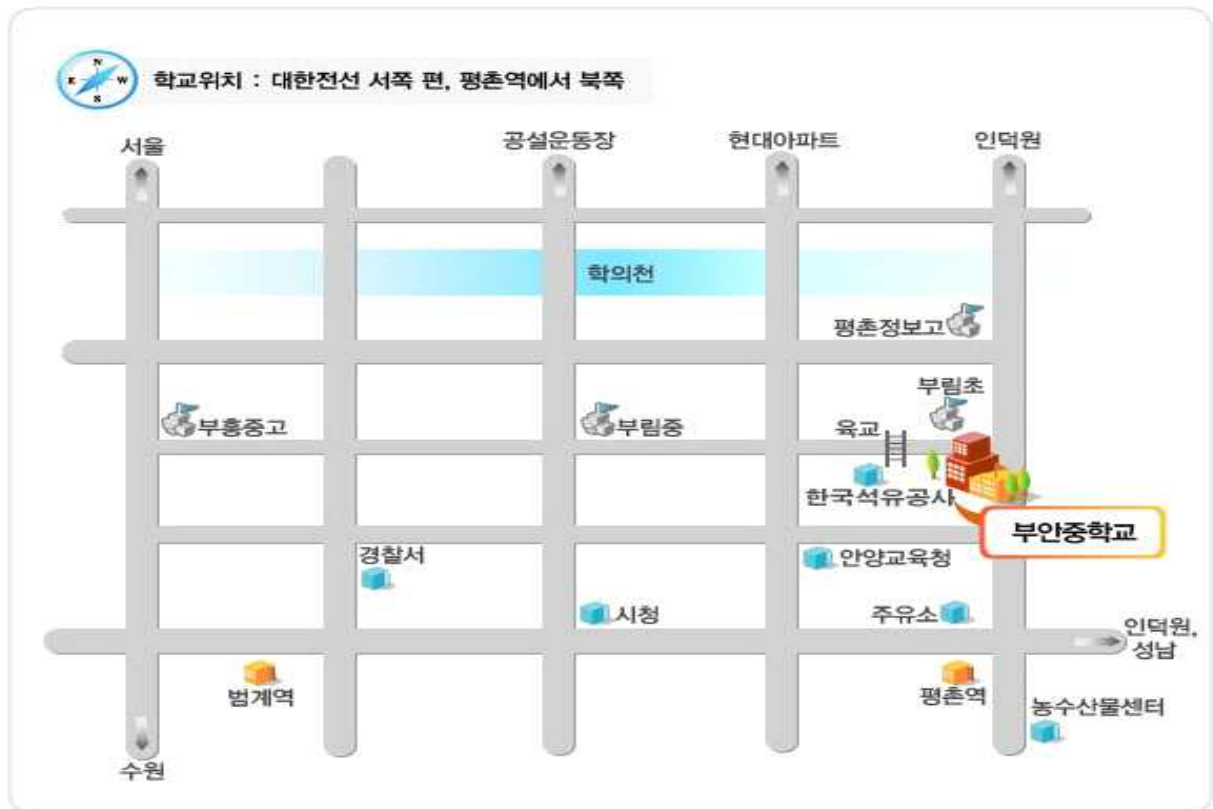 N
E W
S
학교위치 : 대한전선 서쪽 편, 평촌역에서 북쪽
서울
공설운동장
현대아파트
인덕원
학의천
평촌정보고
부림초
부흥중고
부림중
육교
한국석유공사
부안중학교
경찰서
안양교육청
시청
주유소
인덕원,
성남
범계역
평촌역
농수산물센터
수원